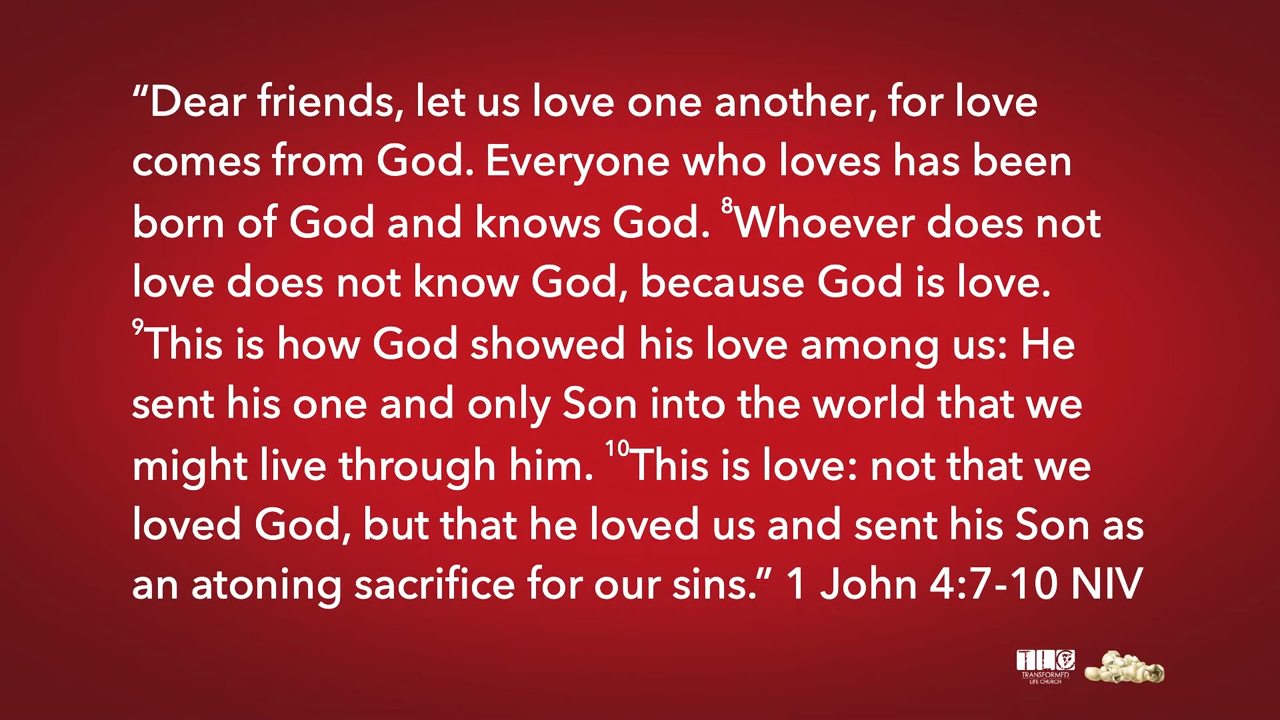 “Dear friends, let us love one another, for love
comes from God. Everyone who loves has been
born of God and knows God. ⁸Whoever does not
love does not know God, because God is love.
⁹This is how God showed his love among us: He
sent his one and only Son into the world that we
might live through him. ¹⁰This is love: not that we
loved God, but that he loved us and sent his Son as
an atoning sacrifice for our sins.” 1 John 4:7-10 NIV
TLC
TRANSFORMED
LIFE CHURCH